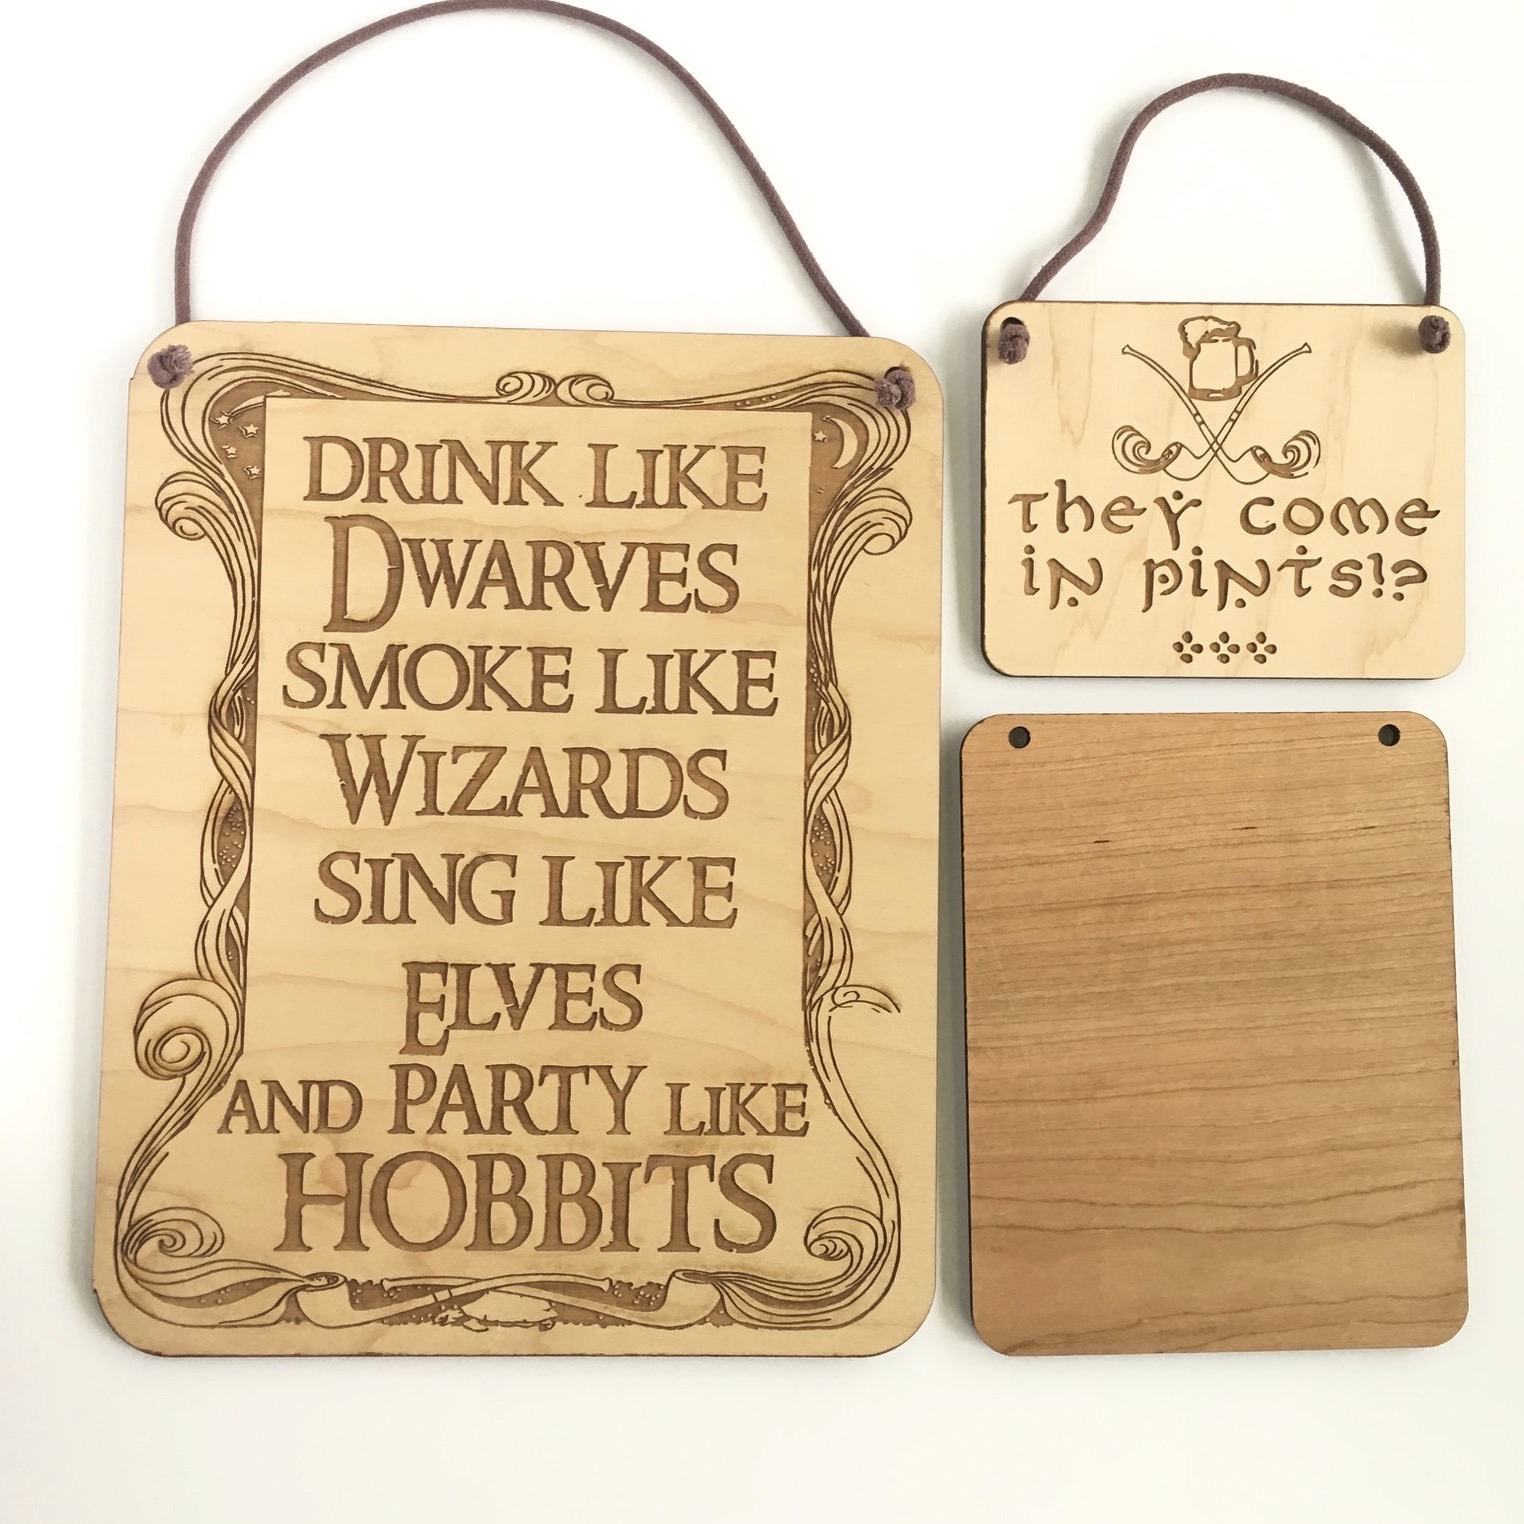 DRINK LIKE
DWARVES
SMOKE LIKE
WIZARDS
SING LIKE
ELVES
AND PARTY LIKE
HOBBITS
they come
in pints!?